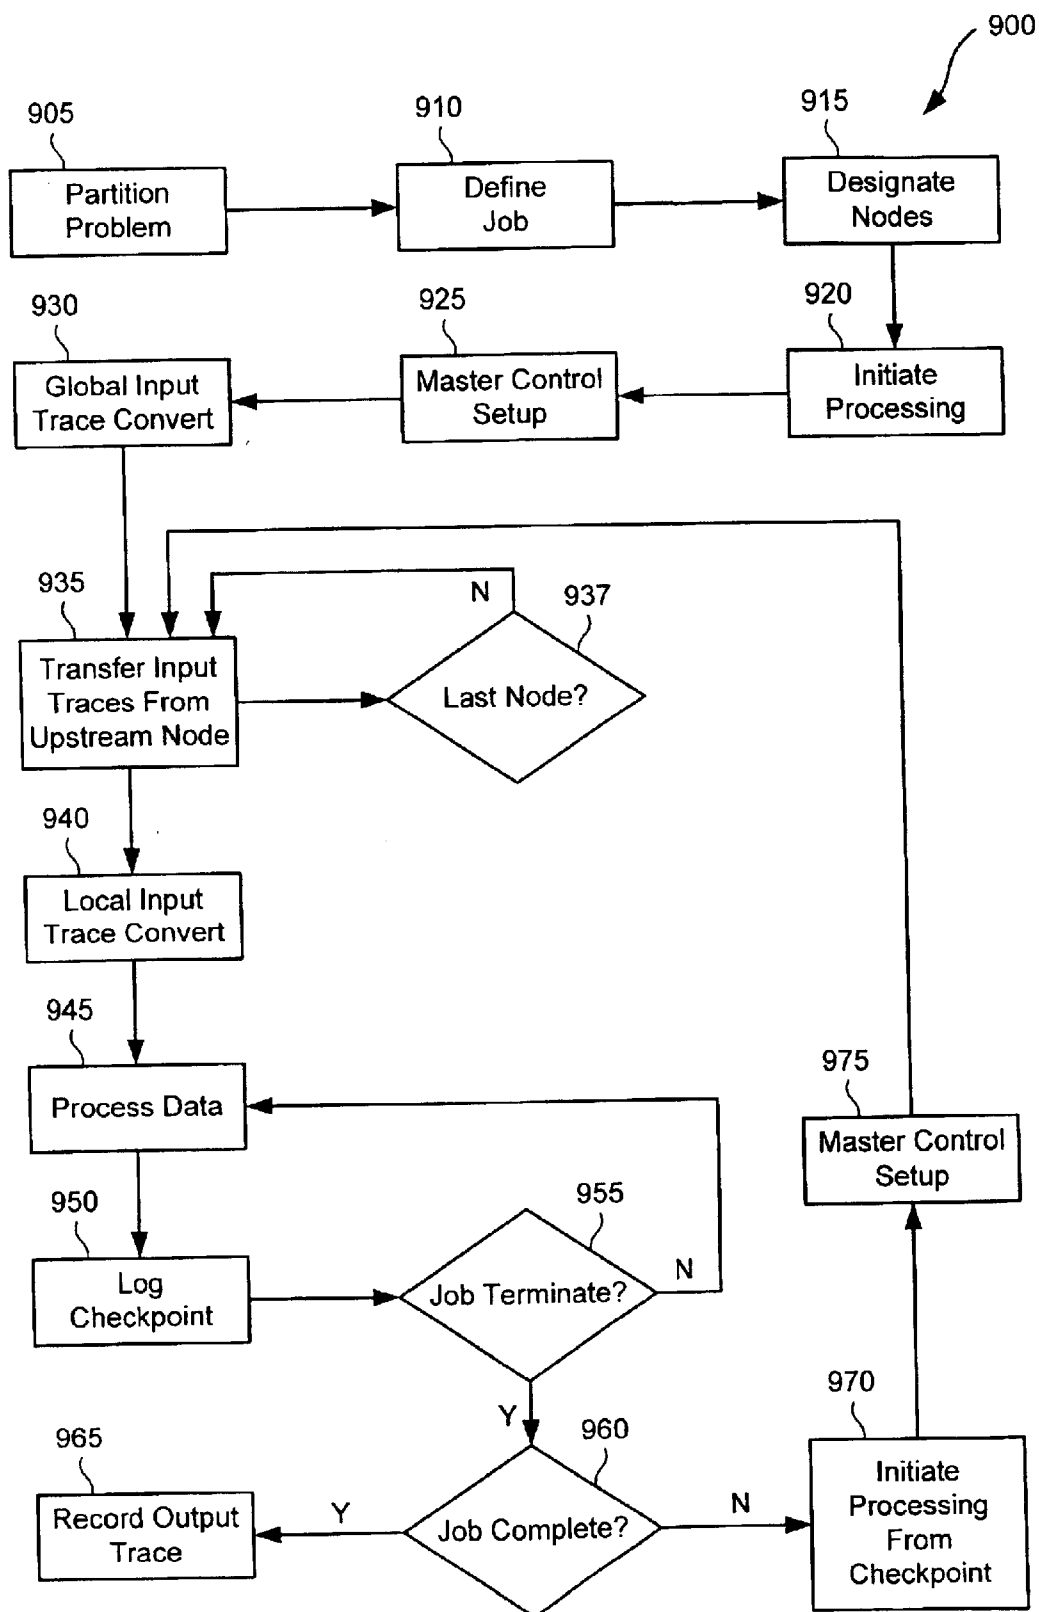 900
905
Partition
Problem
910
Define
Job
915
Designate
Nodes
930
Global Input
Trace Convert
925
Master Control
Setup
920
Initiate
Processing
935
Transfer Input
Traces From
Upstream Node
N
937
Last Node?
940
Local Input
Trace Convert
945
Process Data
950
Log
Checkpoint
955
Job Terminate?
N
975
Master Control
Setup
Y
965
Record Output
Trace
Y
960
Job Complete?
N
970
Initiate
Processing
From
Checkpoint